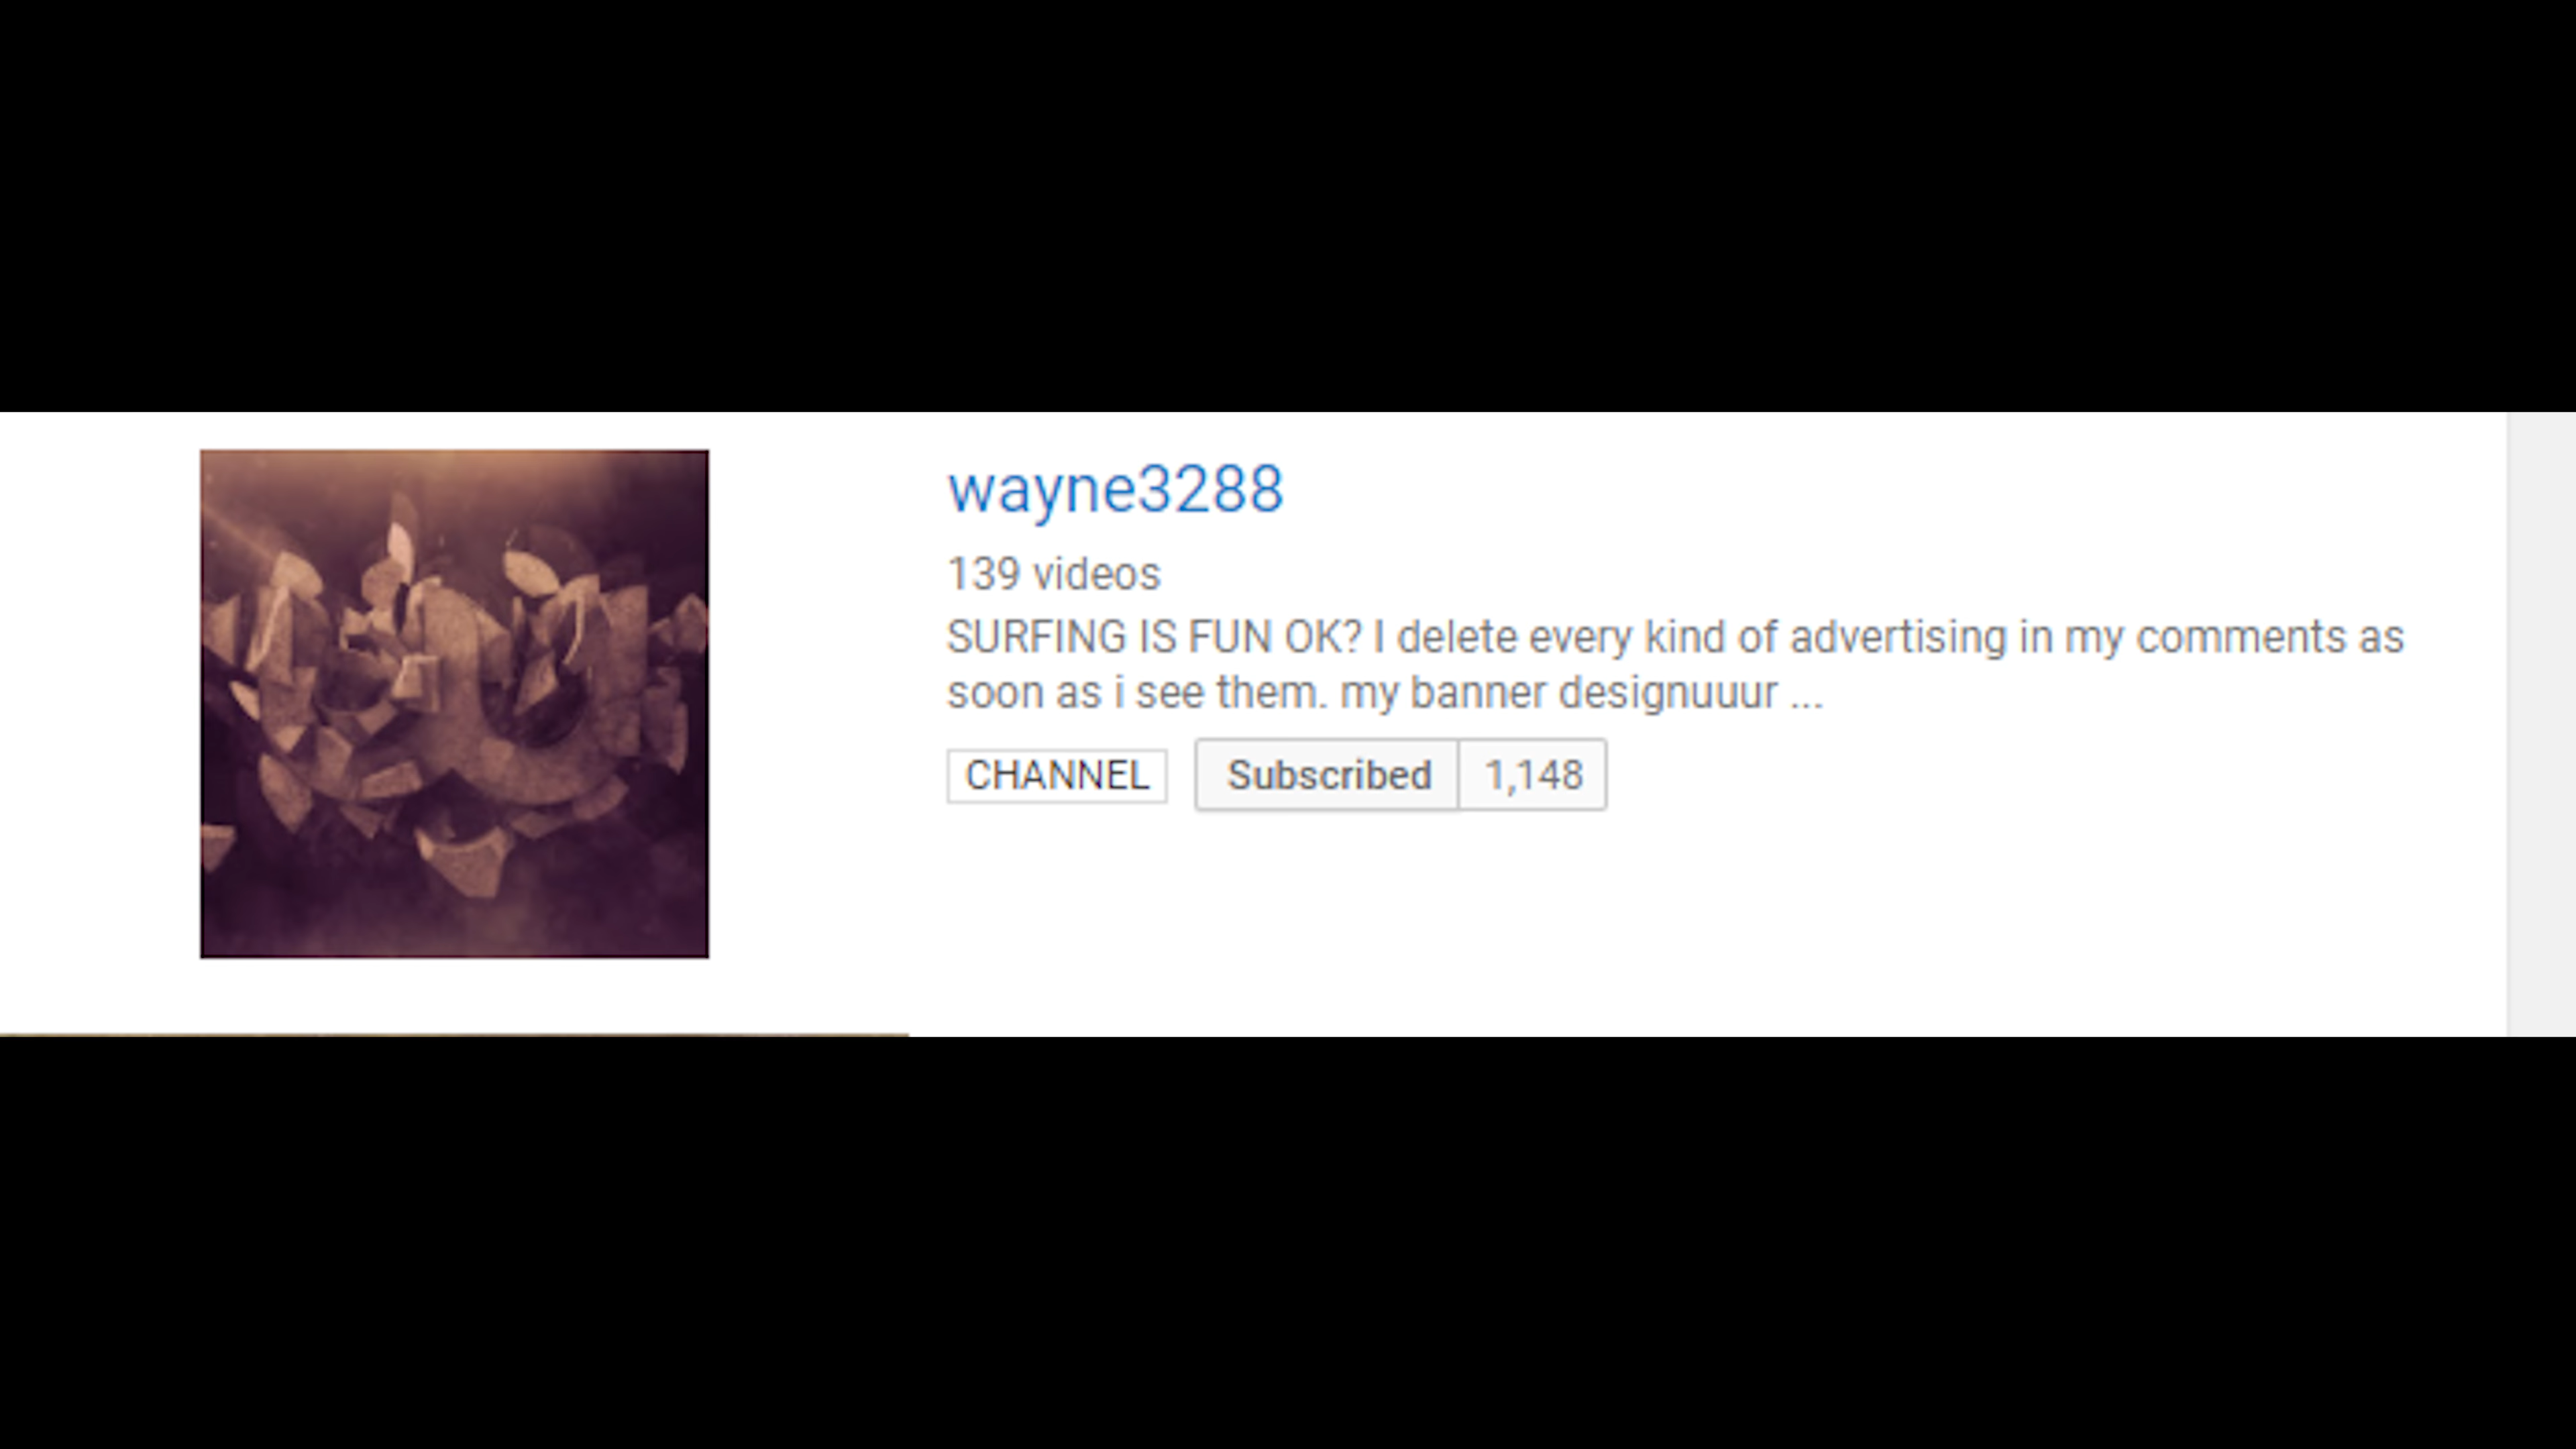 wayne3288
139 videos
SURFING IS FUN OK? I delete every kind of advertising in my comments as
soon as i see them. my banner designuuur ...
CHANNEL Subscribed 1,148